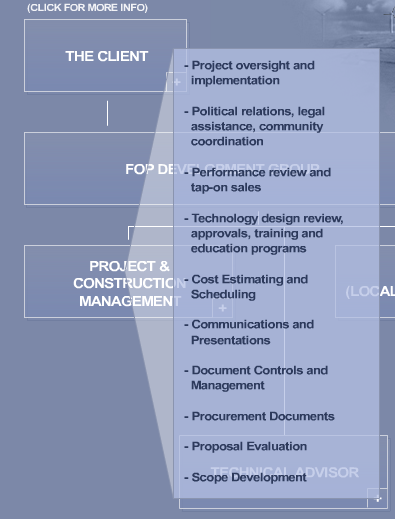 (CLICK FOR MORE INFO)
THE CLIENT
FOP DEVELOPMENT GROUP
PROJECT &
CONSTRUCTION
MANAGEMENT
- Project oversight and
implementation
- Political relations, legal
assistance, community
coordination
- Performance review and
tap-on sales
- Technology design review,
approvals, training and
education programs
- Cost Estimating and
Scheduling
- Communications and
Presentations
- Document Controls and
Management
- Procurement Documents
- Proposal Evaluation
- Scope Development
(LOCAL
TECHNICAL ADVISOR